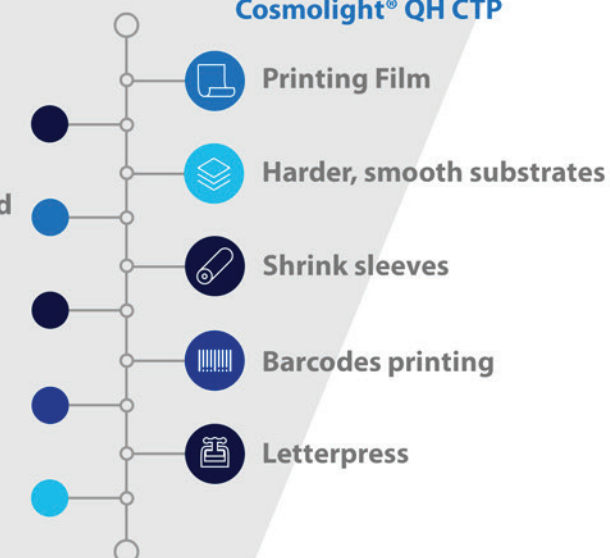 Cosmolight® QH CTP
Printing Film
Harder, smooth substrates
Shrink sleeves
Barcodes printing
Letterpress